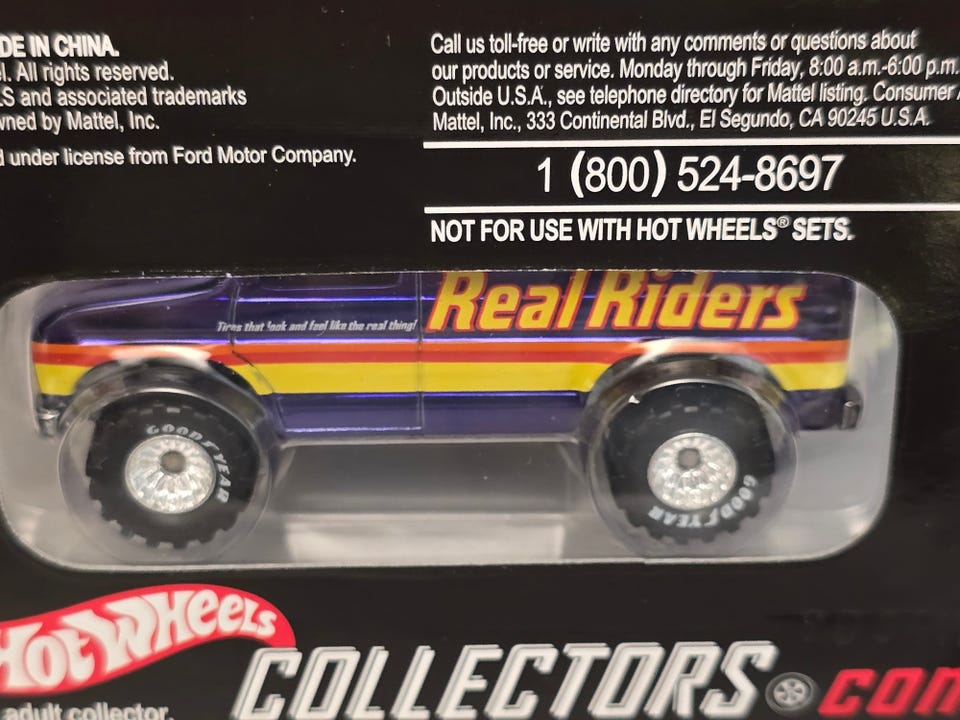 DE IN CHINA.
el. All rights reserved.
LS and associated trademarks
wned by Mattel, Inc.
d under license from Ford Motor Company.
Call us toll-free or write with any comments or questions about
our products or service. Monday through Friday, 8:00 a.m.-6:00 p.m.
Outside U.S.A., see telephone directory for Mattel listing. Consumer A
Mattel, Inc., 333 Continental Blvd., El Segundo, CA 90245 U.S.A.
1 (800) 524-8697
NOT FOR USE WITH HOT WHEELS® SETS.
Real Riders
Tires that look and feel like the real thing!
GOODYEAR
GOODYEAR
Hot Wheels
COLLECTORS.com
adult collector.